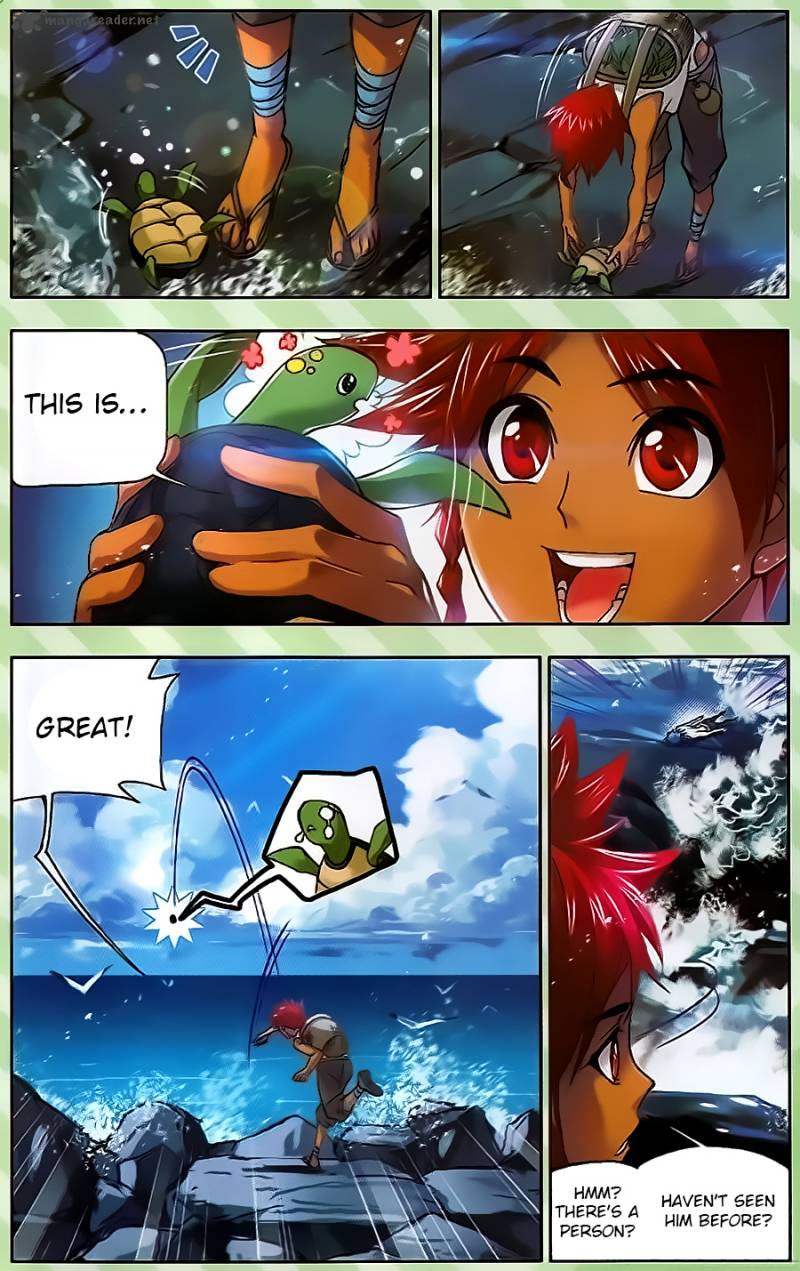 mangareader.net
THIS IS...
GREAT!
HMM?
THERE'S A
PERSON?
HAVEN'T SEEN
HIM BEFORE?